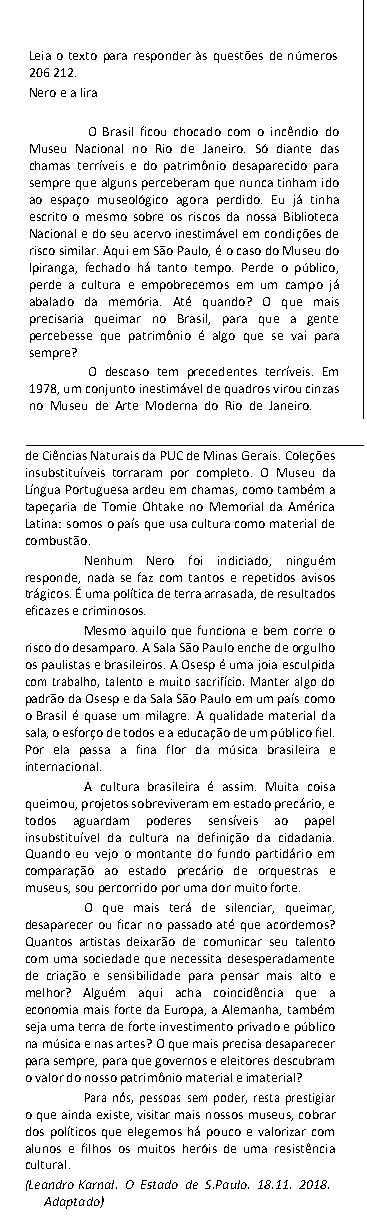 Leia o texto para responder às questões de números
206 212.
Nero e a lira
O Brasil ficou chocado com o incêndio do
Museu Nacional no Rio de Janeiro. Só diante das
chamas terríveis e do patrimônio desaparecido para
sempre que alguns perceberam que nunca tinham ido
ao espaço museológico agora perdido. Eu já tinha
escrito o mesmo sobre os riscos da nossa Biblioteca
Nacional e do seu acervo inestimável em condições de
risco similar. Aqui em São Paulo, é o caso do Museu do
Ipiranga, fechado há tanto tempo. Perde o público,
perde a cultura e empobrecemos em um campo já
abalado da memória. Até quando? O que mais
precisaria queimar no Brasil, para que a gente
percebesse que patrimônio é algo que se vai para
sempre?
O descaso tem precedentes terríveis. Em
1978, um conjunto inestimável de quadros virou cinzas
no Museu de Arte Moderna do Rio de Janeiro.
de Ciências Naturais da PUC de Minas Gerais. Coleções
insubstituíveis torraram por completo. O Museu da
Língua Portuguesa ardeu em chamas, como também a
tapeçaria de Tomie Ohtake no Memorial da América
Latina: somos o país que usa cultura como material de
combustão.
Nenhum Nero foi indiciado, ninguém
responde, nada se faz com tantos e repetidos avisos
trágicos. É uma política de terra arrasada, de resultados
eficazes e criminosos.
Mesmo aquilo que funciona e bem corre o
risco do desamparo. A Sala São Paulo enche de orgulho
os paulistas e brasileiros. A Osesp é uma joia esculpida
com trabalho, talento e muito sacrifício. Manter algo do
padrão da Osesp e da Sala São Paulo em um país como
o Brasil é quase um milagre. A qualidade material da
sala, o esforço de todos e a educação de um público fiel.
Por ela passa a fina flor da música brasileira e
internacional.
A cultura brasileira é assim. Muita coisa
queimou, projetos sobreviveram em estado precário, e
todos aguardam poderes sensíveis ao papel
insubstituível da cultura na definição da cidadania.
Quando eu vejo o montante do fundo partidário em
comparação ao estado precário de orquestras e
museus, sou percorrido por uma dor muito forte.
O que mais terá de silenciar, queimar,
desaparecer ou ficar no passado até que acordemos?
Quantos artistas deixarão de comunicar seu talento
com uma sociedade que necessita desesperadamente
de criação e sensibilidade para pensar mais alto e
melhor? Alguém aqui acha coincidência que a
economia mais forte da Europa, a Alemanha, também
seja uma terra de forte investimento privado e público
na música e nas artes? O que mais precisa desaparecer
para sempre, para que governos e eleitores descubram
o valor do nosso patrimônio material e imaterial?
Para nós, pessoas sem poder, resta prestigiar
o que ainda existe, visitar mais nossos museus, cobrar
dos políticos que elegemos há pouco e valorizar com
alunos e filhos os muitos heróis de uma resistência
cultural.
(Leandro Karnal. O Estado de S.Paulo. 18.11. 2018.
Adaptado)